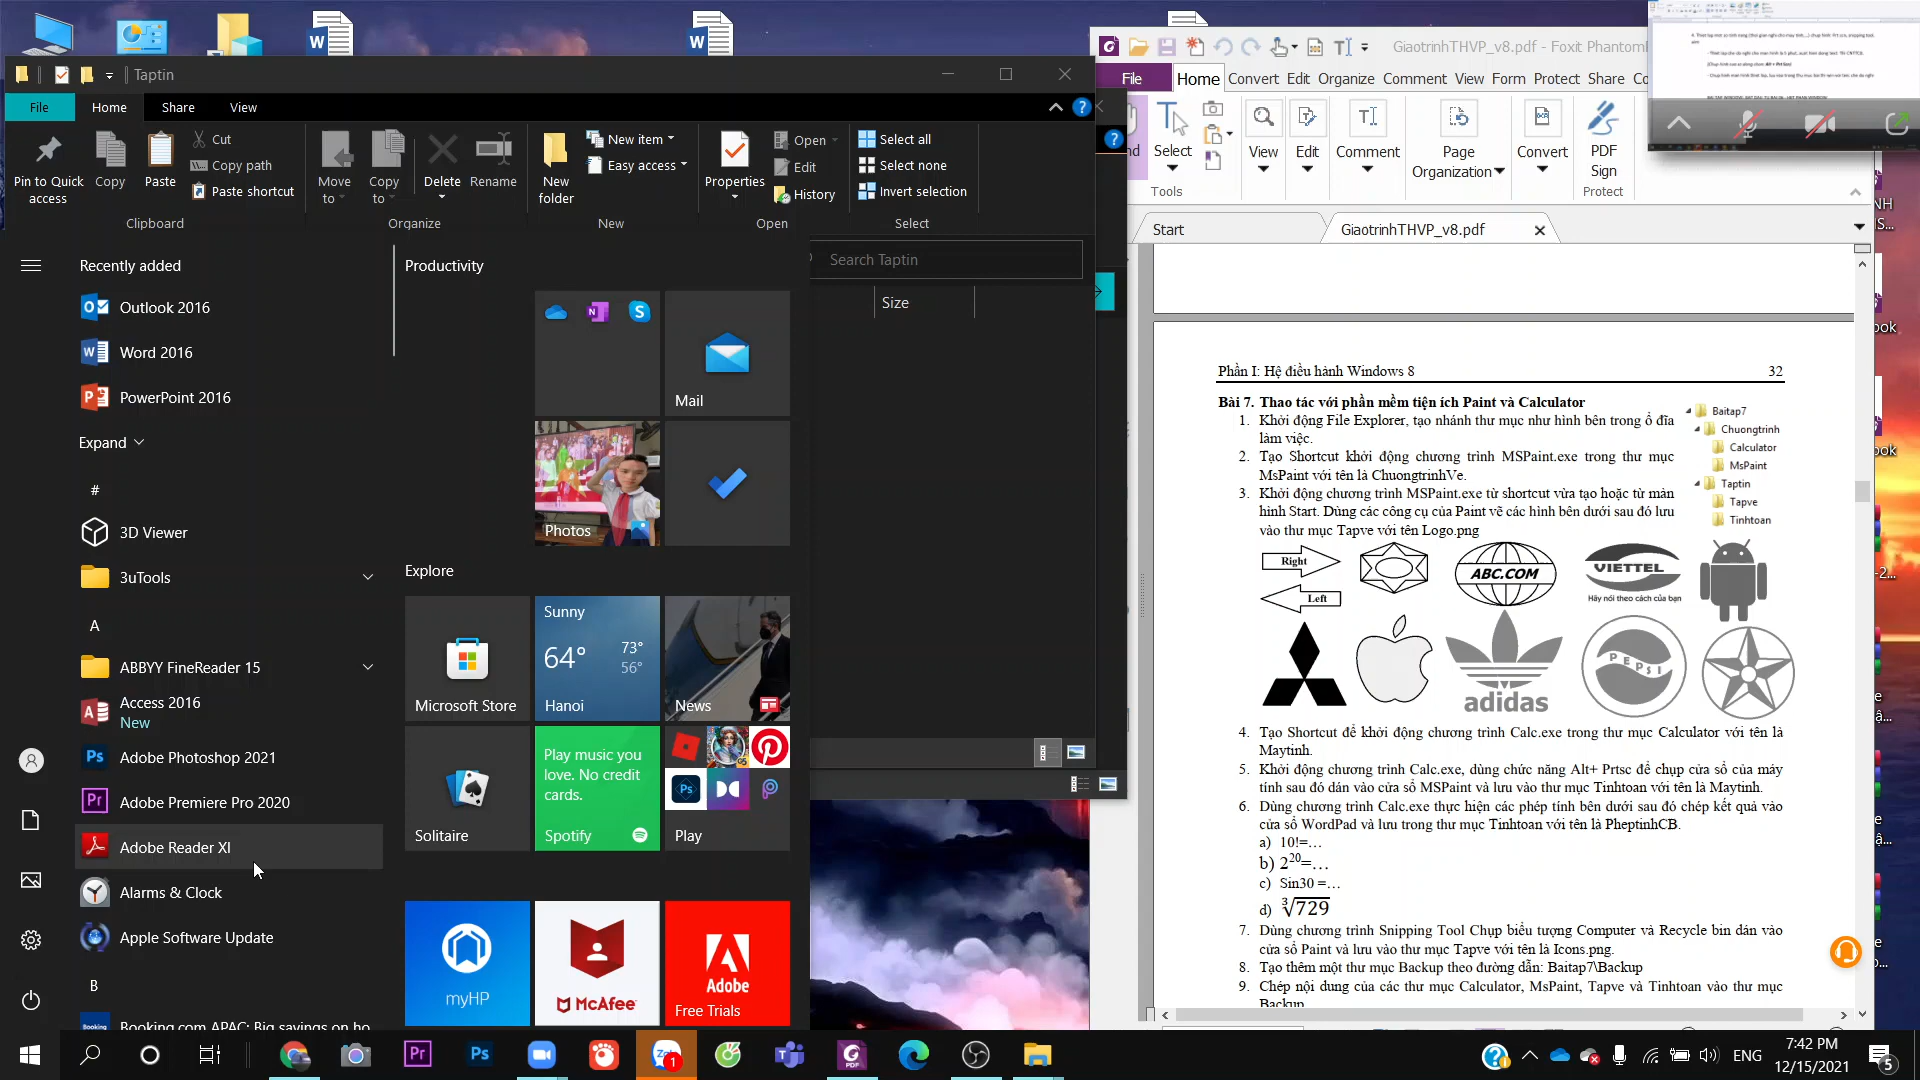 Taptin
File
Home
Share
View
Pin to Quick access
Copy
Paste
Cut
Copy path
Paste shortcut
Clipboard
Move to
Copy to
Delete
Rename
Organize
New folder
New item
Easy access
New
Properties
Open
Edit
History
Open
Select all
Select none
Invert selection
Select
Search Taptin
Size
Recently added
Outlook 2016
Word 2016
PowerPoint 2016
Expand
#
3D Viewer
3uTools
A
ABBYY FineReader 15
Access 2016
New
Adobe Photoshop 2021
Adobe Premiere Pro 2020
Adobe Reader XI
Alarms & Clock
Apple Software Update
B
Booking.com APAC: Big savings on ho
Productivity
Mail
Photos
Explore
Microsoft Store
Sunny
64°
73°
56°
Hanoi
News
Solitaire
Play music you love. No credit cards.
Spotify
Play
myHP
McAfee
Adobe
Free Trials
GiaotrinhTHVP_v8.pdf - Foxit PhantomP
File
Home
Convert
Edit
Organize
Comment
View
Form
Protect
Share
Co
Select
Tools
View
Edit
Comment
Page Organization
Convert
PDF Sign
Protect
Start
GiaotrinhTHVP_v8.pdf
Phần I: Hệ điều hành Windows 8
32
Bài 7. Thao tác với phần mềm tiện ích Paint và Calculator
1. Khởi động File Explorer, tạo nhánh thư mục như hình bên trong ổ đĩa
làm việc.
2. Tạo Shortcut khởi động chương trình MSPaint.exe trong thư mục
MsPaint với tên là ChuongtrinhVe.
3. Khởi động chương trình MSPaint.exe từ shortcut vừa tạo hoặc từ màn
hình Start. Dùng các công cụ của Paint vẽ các hình bên dưới sau đó lưu
vào thư mục Tapve với tên Logo.png
Baitap7
Chuongtrinh
Calculator
MsPaint
Taptin
Tapve
Tinhtoan
Right
Left
ABC.COM
VIETTEL
Hãy nói theo cách của bạn
adidas
PEPSI
4. Tạo Shortcut để khởi động chương trình Calc.exe trong thư mục Calculator với tên là
Maytinh.
5. Khởi động chương trình Calc.exe, dùng chức năng Alt+ Prtsc để chụp cửa sổ của máy
tính sau đó dán vào cửa sổ MSPaint và lưu vào thư mục Tinhtoan với tên là Maytinh.
6. Dùng chương trình Calc.exe thực hiện các phép tính bên dưới sau đó chép kết quả vào
cửa sổ WordPad và lưu trong thư mục Tinhtoan với tên là PheptinhCB.
a) 10!=…
b) 2²⁰=…
c) Sin30 =…
d) ∛729
7. Dùng chương trình Snipping Tool Chụp biểu tượng Computer và Recycle bin dán vào
cửa sổ Paint và lưu vào thư mục Tapve với tên là Icons.png.
8. Tạo thêm một thư mục Backup theo đường dẫn: Baitap7\Backup
9. Chép nội dung của các thư mục Calculator, MsPaint, Tapve và Tinhtoan vào thư mục
Backup
ENG
7:42 PM
12/15/2021
5